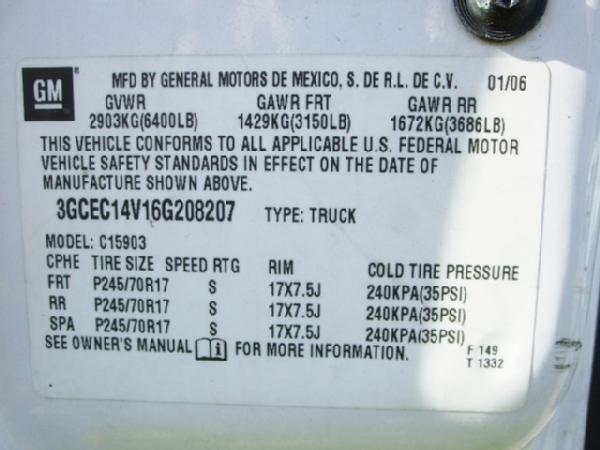 GM ® MFD BY GENERAL MOTORS DE MEXICO, S. DE R.L. DE C.V. 01/06
GVWR GAWR FRT GAWR RR
2903KG(6400LB) 1429KG(3150LB) 1672KG(3686LB)
THIS VEHICLE CONFORMS TO ALL APPLICABLE U.S. FEDERAL MOTOR
VEHICLE SAFETY STANDARDS IN EFFECT ON THE DATE OF
MANUFACTURE SHOWN ABOVE.
3GCEC14V16G208207 TYPE: TRUCK
MODEL: C15903
CPHE TIRE SIZE SPEED RTG RIM COLD TIRE PRESSURE
FRT P245/70R17 S 17X7.5J 240KPA(35PSI)
RR P245/70R17 S 17X7.5J 240KPA(35PSI)
SPA P245/70R17 S 17X7.5J 240KPA(35PSI)
SEE OWNER'S MANUAL i FOR MORE INFORMATION. F 149
T 1332